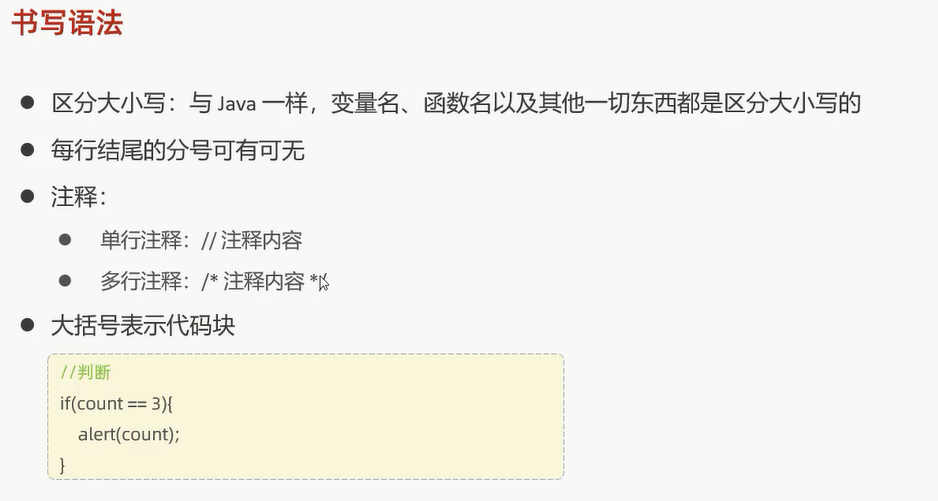 书写语法
区分大小写：与 Java 一样，变量名、函数名以及其他一切东西都是区分大小写的
每行结尾的分号可有可无
注释：
单行注释：// 注释内容
多行注释：/* 注释内容 */
大括号表示代码块
//判断
if(count == 3){
alert(count);
}